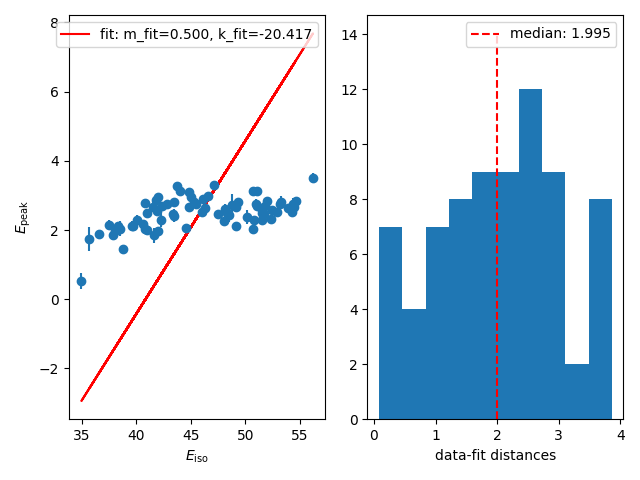 fit: m_fit=0.500, k_fit=-20.417
8
6
4
2
0
−2
E_peak
35 40 45 50 55
E_iso
median: 1.995
14
12
10
8
6
4
2
0
0 1 2 3 4
data-fit distances